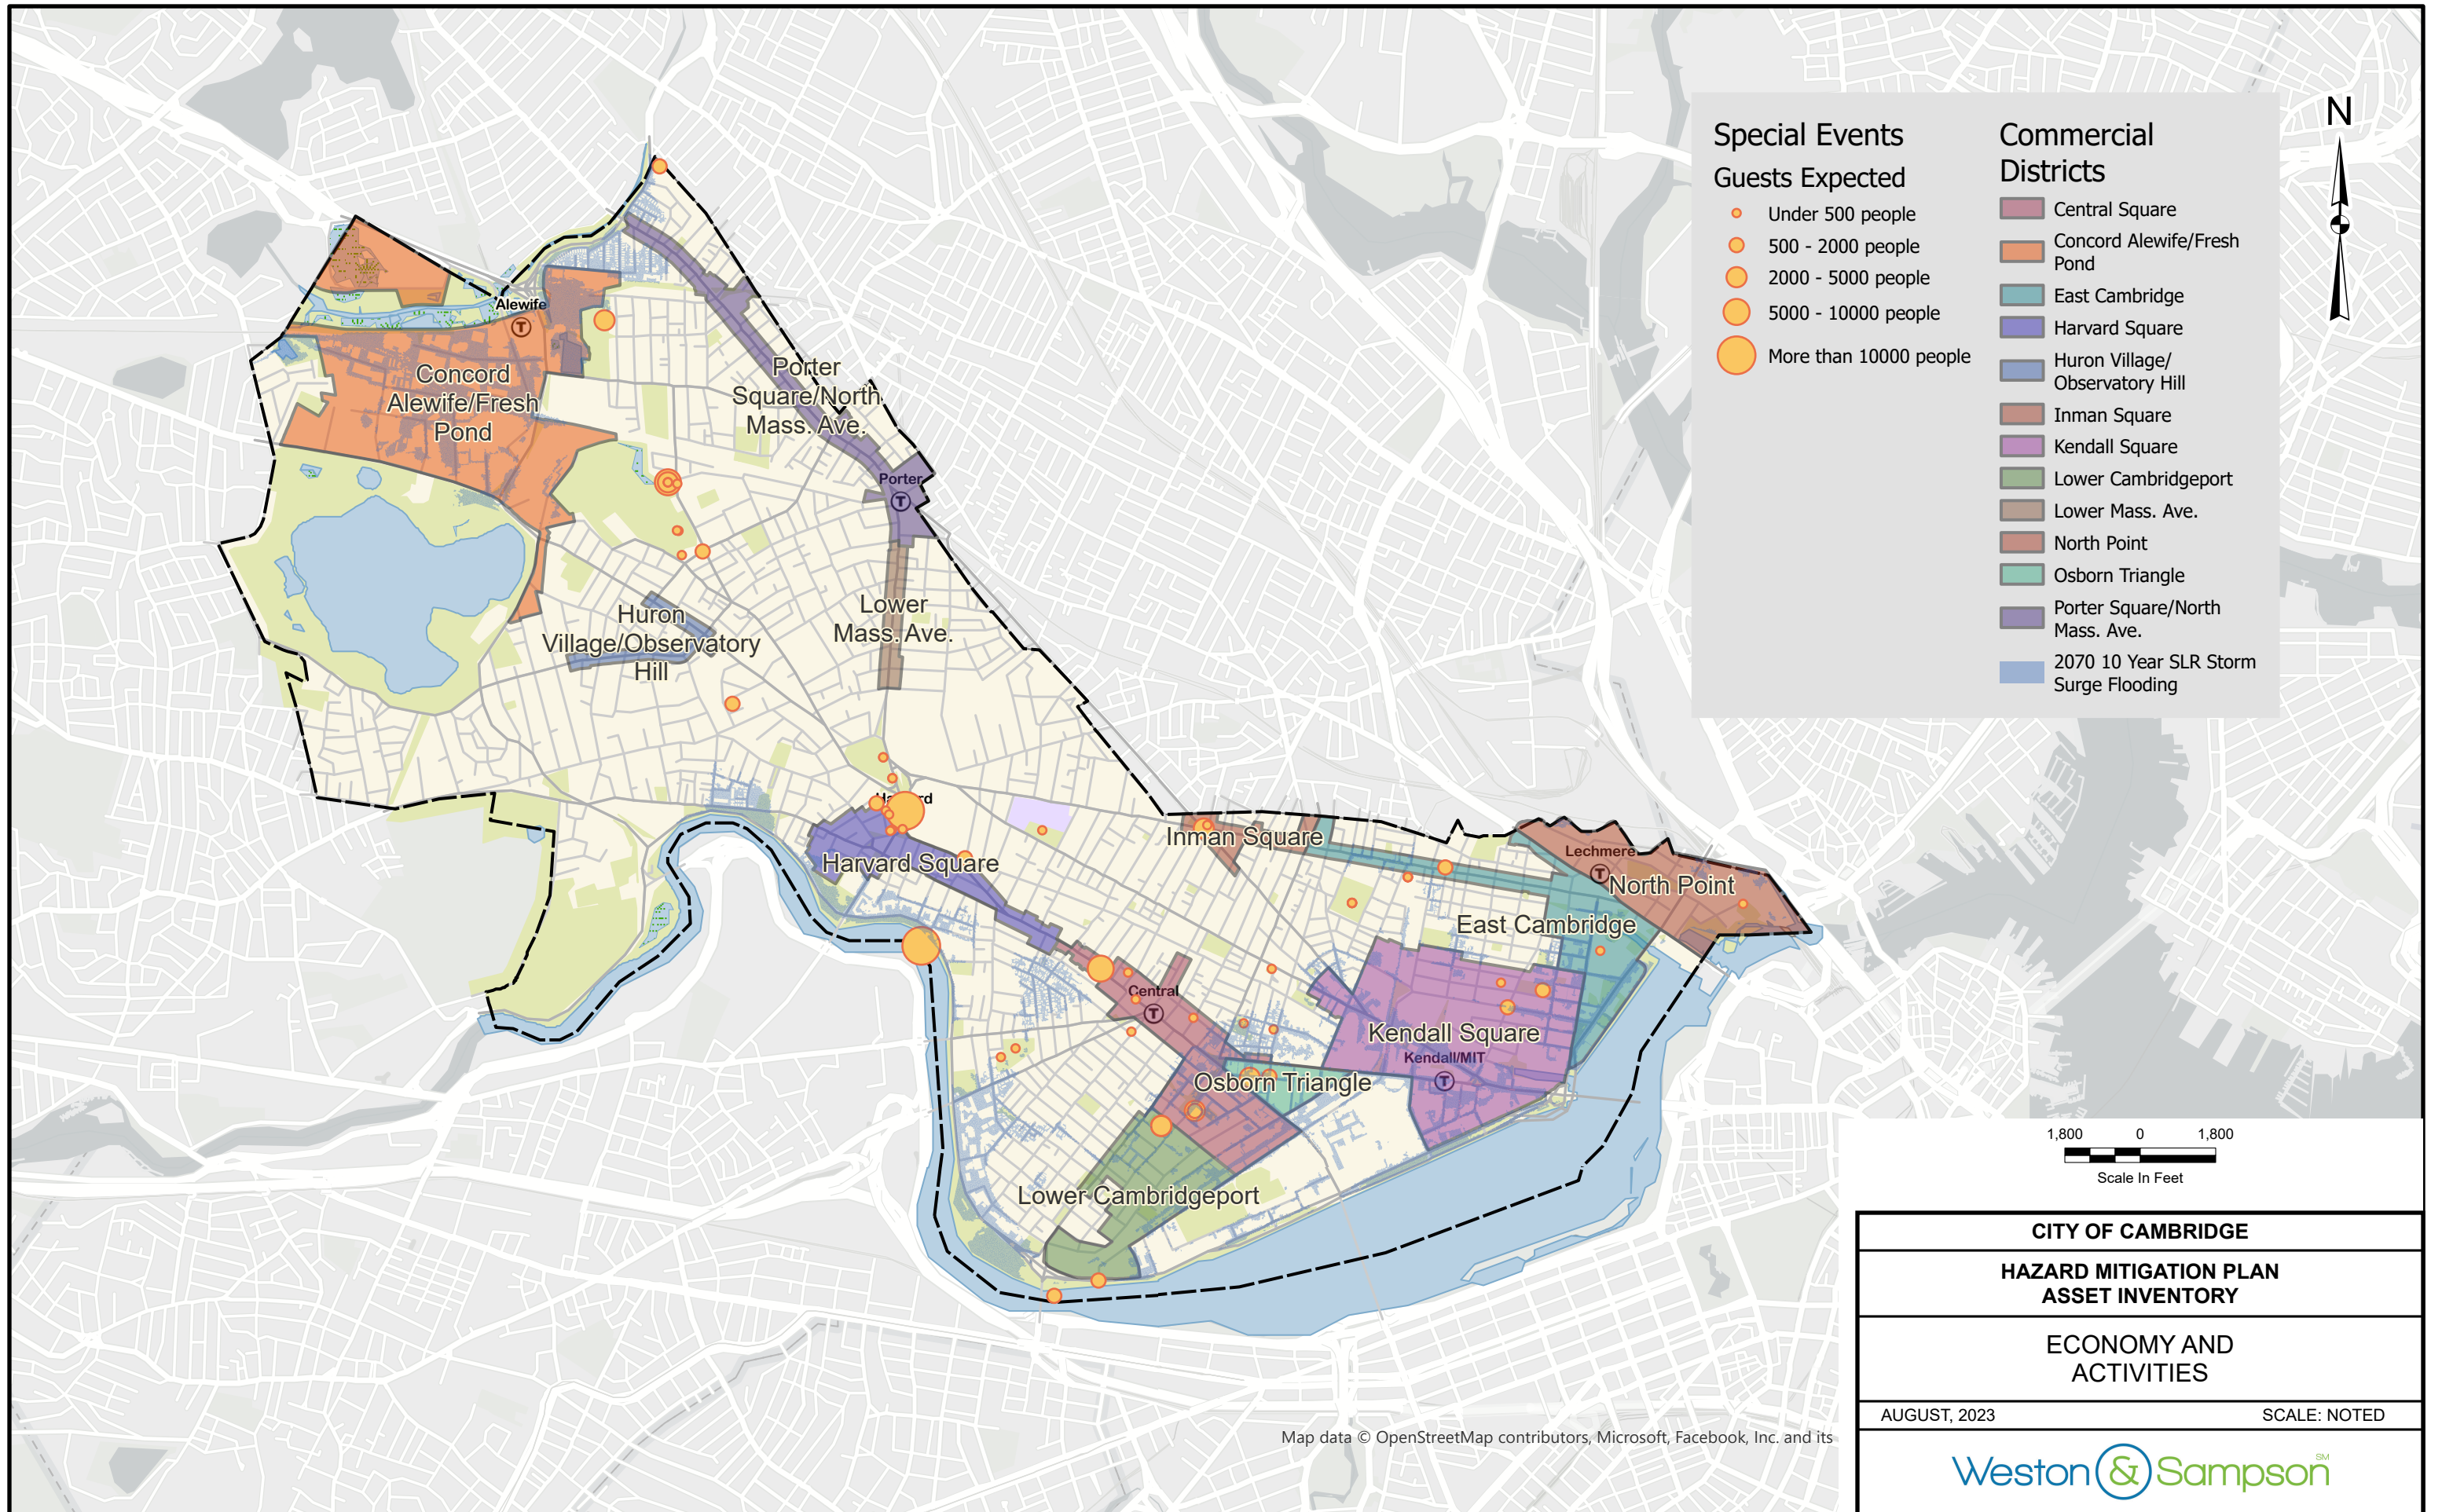 Special Events
Guests Expected
Under 500 people
500 - 2000 people
2000 - 5000 people
5000 - 10000 people
More than 10000 people
Commercial
Districts
Central Square
Concord Alewife/Fresh
Pond
East Cambridge
Harvard Square
Huron Village/
Observatory Hill
Inman Square
Kendall Square
Lower Cambridgeport
Lower Mass. Ave.
North Point
Osborn Triangle
Porter Square/North
Mass. Ave.
2070 10 Year SLR Storm
Surge Flooding
N
Alewife
T
Concord
Alewife/Fresh
Pond
Porter
Square/North
Mass. Ave.
Porter
T
Huron
Village/Observatory
Hill
Lower
Mass. Ave.
Harvard Square
Inman Square
Lechmere
T
North Point
East Cambridge
Central
T
Kendall Square
Kendall/MIT
T
Osborn Triangle
Lower Cambridgeport
1,800 0 1,800
Scale In Feet
CITY OF CAMBRIDGE
HAZARD MITIGATION PLAN
ASSET INVENTORY
ECONOMY AND
ACTIVITIES
AUGUST, 2023 SCALE: NOTED
Map data © OpenStreetMap contributors, Microsoft, Facebook, Inc. and its
Weston & Sampson SM